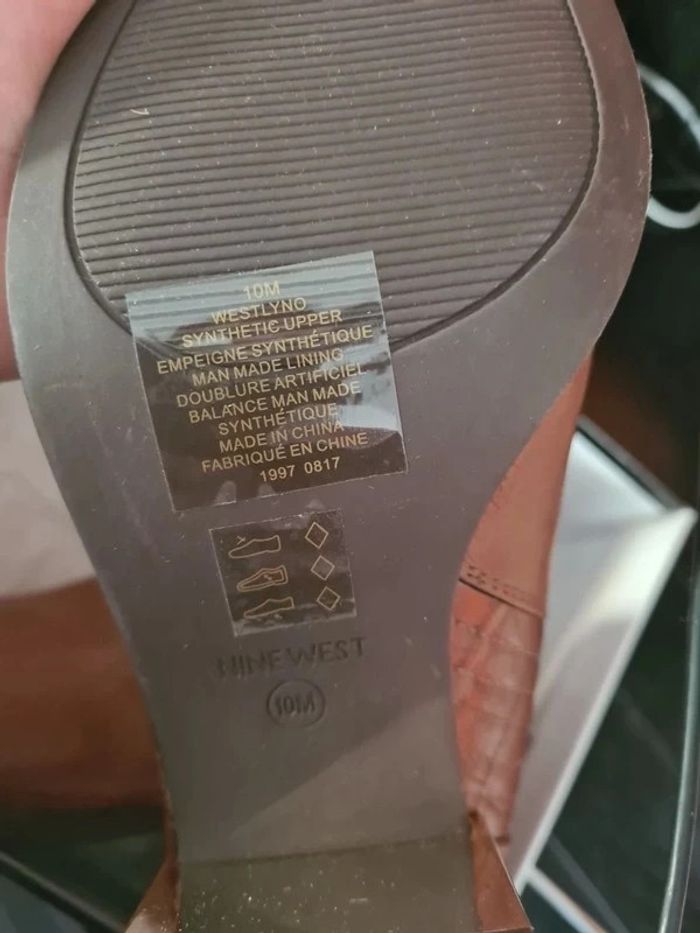 10M
WESTLYNO
SYNTHETIC UPPER
EMPEIGNE SYNTHÉTIQUE
MAN MADE LINING
DOUBLURE ARTIFICIEL
BALANCE MAN MADE
SYNTHÉTIQUE
MADE IN CHINA
FABRIQUÉ EN CHINE
1997 0817
NINE WEST
10M